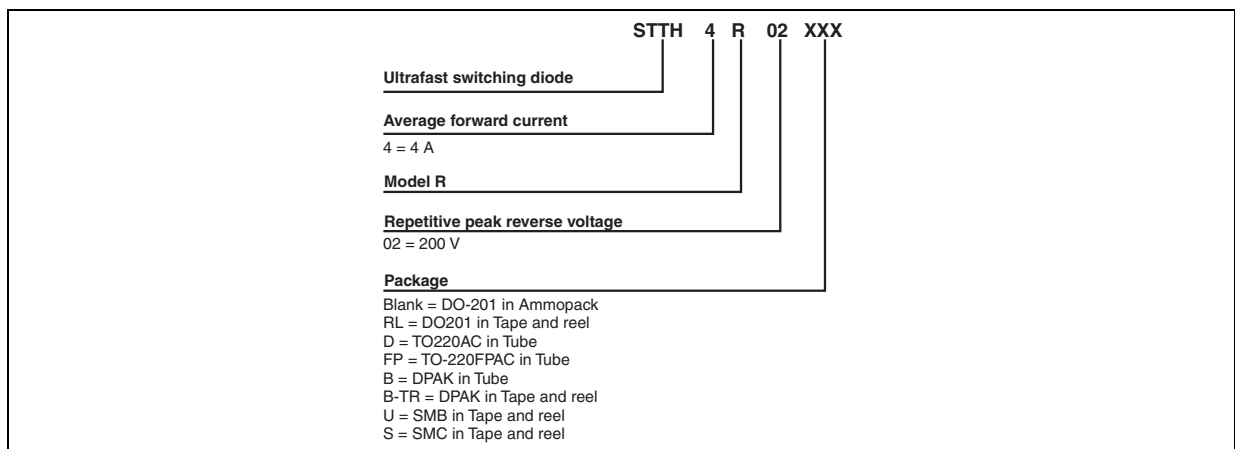 STTH 4 R 02 XXX
Ultrafast switching diode
Average forward current
4 = 4 A
Model R
Repetitive peak reverse voltage
02 = 200 V
Package
Blank = DO-201 in Ammopack
RL = DO201 in Tape and reel
D = TO220AC in Tube
FP = TO-220FPAC in Tube
B = DPAK in Tube
B-TR = DPAK in Tape and reel
U = SMB in Tape and reel
S = SMC in Tape and reel